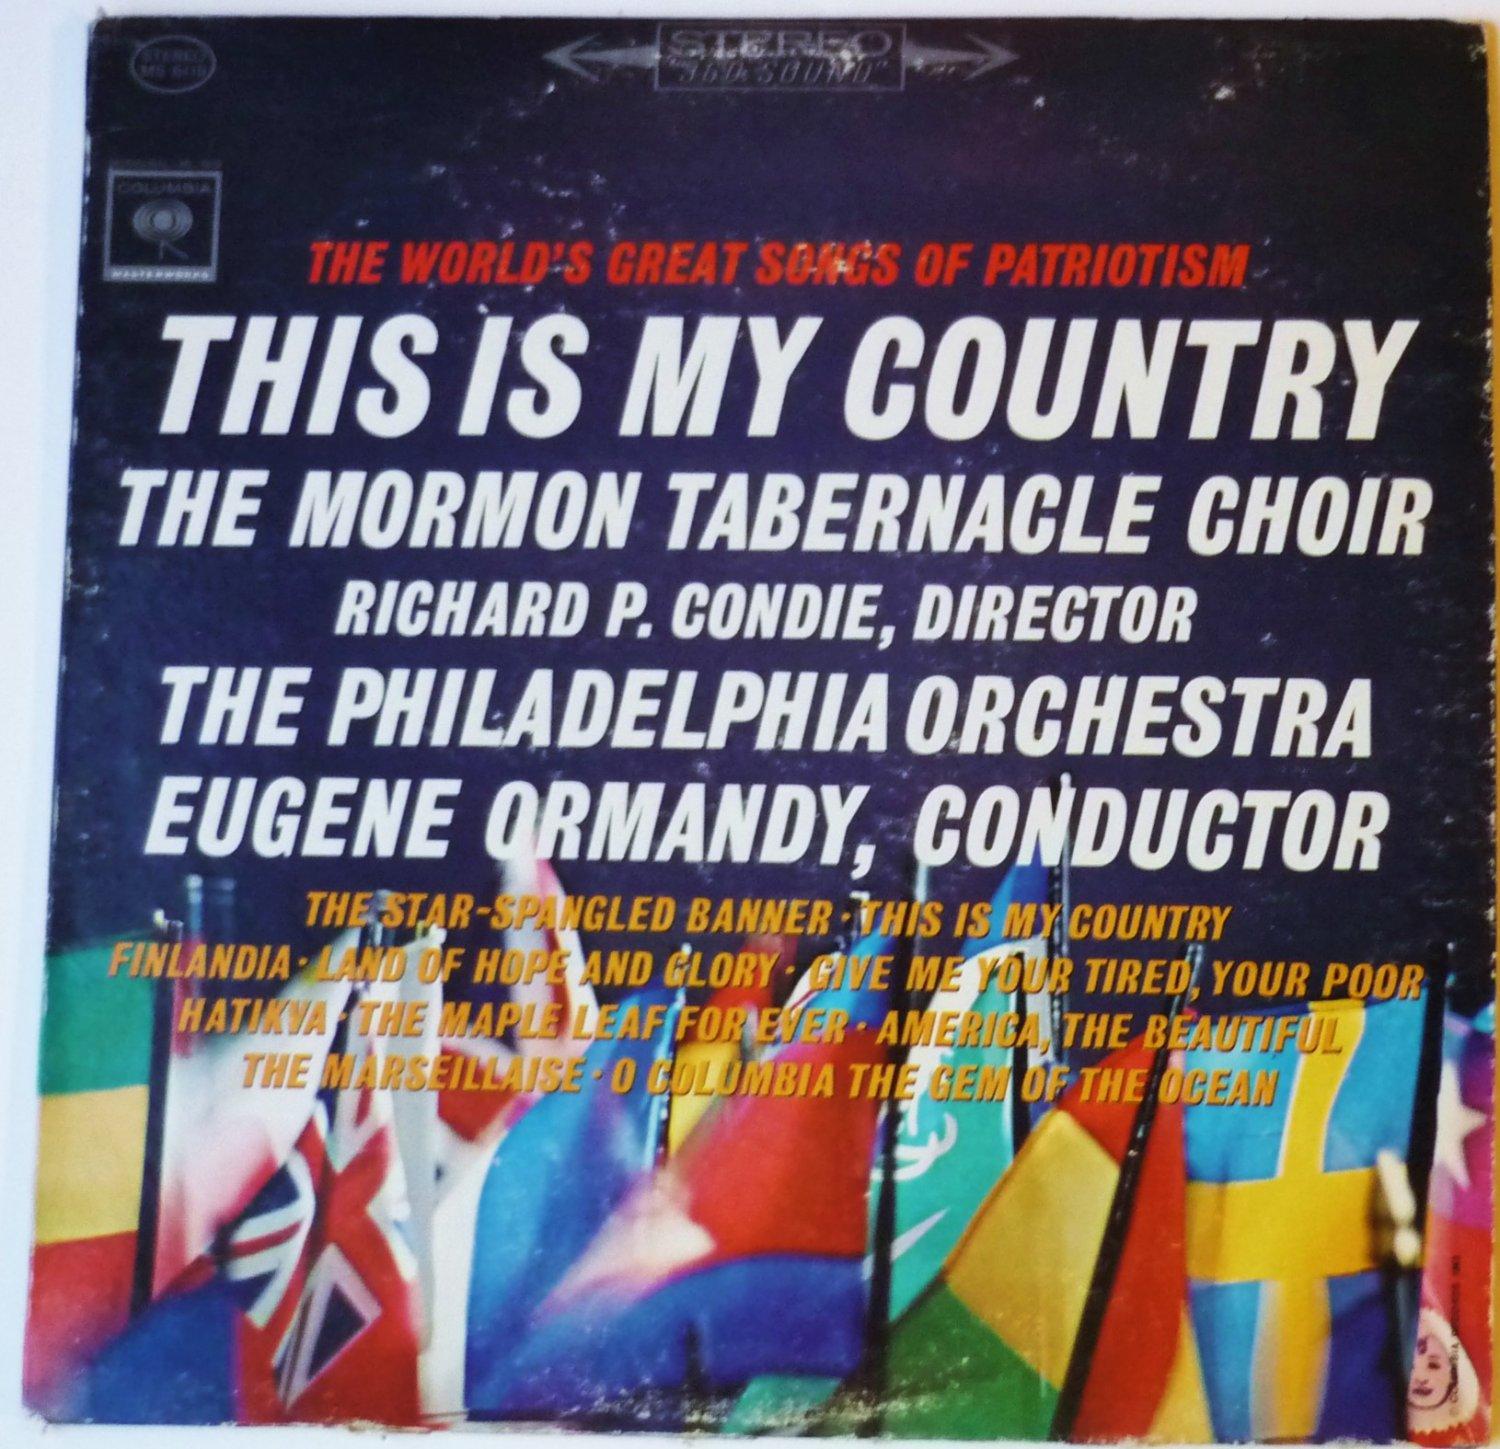 STEREO
"360 SOUND"
STEREO
COLUMBIA
MASTERWORKS
THE WORLD'S GREAT SONGS OF PATRIOTISM
THIS IS MY COUNTRY
THE MORMON TABERNACLE CHOIR
RICHARD P. CONDIE, DIRECTOR
THE PHILADELPHIA ORCHESTRA
EUGENE ORMANDY, CONDUCTOR
THE STAR-SPANGLED BANNER · THIS IS MY COUNTRY
FINLANDIA · LAND OF HOPE AND GLORY · GIVE ME YOUR TIRED, YOUR POOR
HATIKVA · THE MAPLE LEAF FOR EVER · AMERICA, THE BEAUTIFUL
THE MARSEILLAISE · O COLUMBIA THE GEM OF THE OCEAN